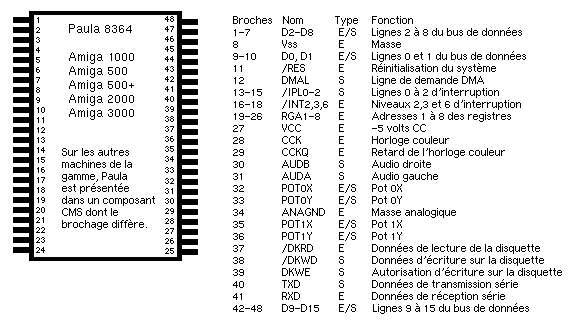 1 48
2 47
3 46
4 45
5 44
6 43
7 42
8 41
9 40
10 39
11 38
12 37
13 36
14 35
15 34
16 33
17 32
18 31
19 30
20 29
21 28
22 27
23 26
24 25
Paula 8364
Amiga 1000
Amiga 500
Amiga 500+
Amiga 2000
Amiga 3000
Sur les autres
machines de la
gamme, Paula
est présentée
dans un composant
CMS dont le
brochage diffère.
Broches Nom Type Fonction
1-7 D2-D8 E/S Lignes 2 à 8 du bus de données
8 Vss E Masse
9-10 D0, D1 E/S Lignes 0 et 1 du bus de données
11 /RES E Réinitialisation du système
12 DMAL S Ligne de demande DMA
13-15 /IPL0-2 S Lignes 0 à 2 d'interruption
16-18 /INT2,3,6 E Niveaux 2,3 et 6 d'interruption
19-26 RGA1-8 E Adresses 1 à 8 des registres
27 VCC E -5 volts CC
28 CCK E Horloge couleur
29 CCKQ E Retard de l'horloge couleur
30 AUDB S Audio droite
31 AUDA S Audio gauche
32 POT0X E/S Pot 0X
33 POT0Y E/S Pot 0Y
34 ANAGND E Masse analogique
35 POT1X E/S Pot 1X
36 POT1Y E/S Pot 1Y
37 /DKRD E Données de lecture de la disquette
38 /DKWD S Données d'écriture sur la disquette
39 DKWE S Autorisation d'écriture sur la disquette
40 TXD S Données de transmission série
41 RXD E Données de réception série
42-48 D9-D15 E/S Lignes 9 à 15 du bus de données